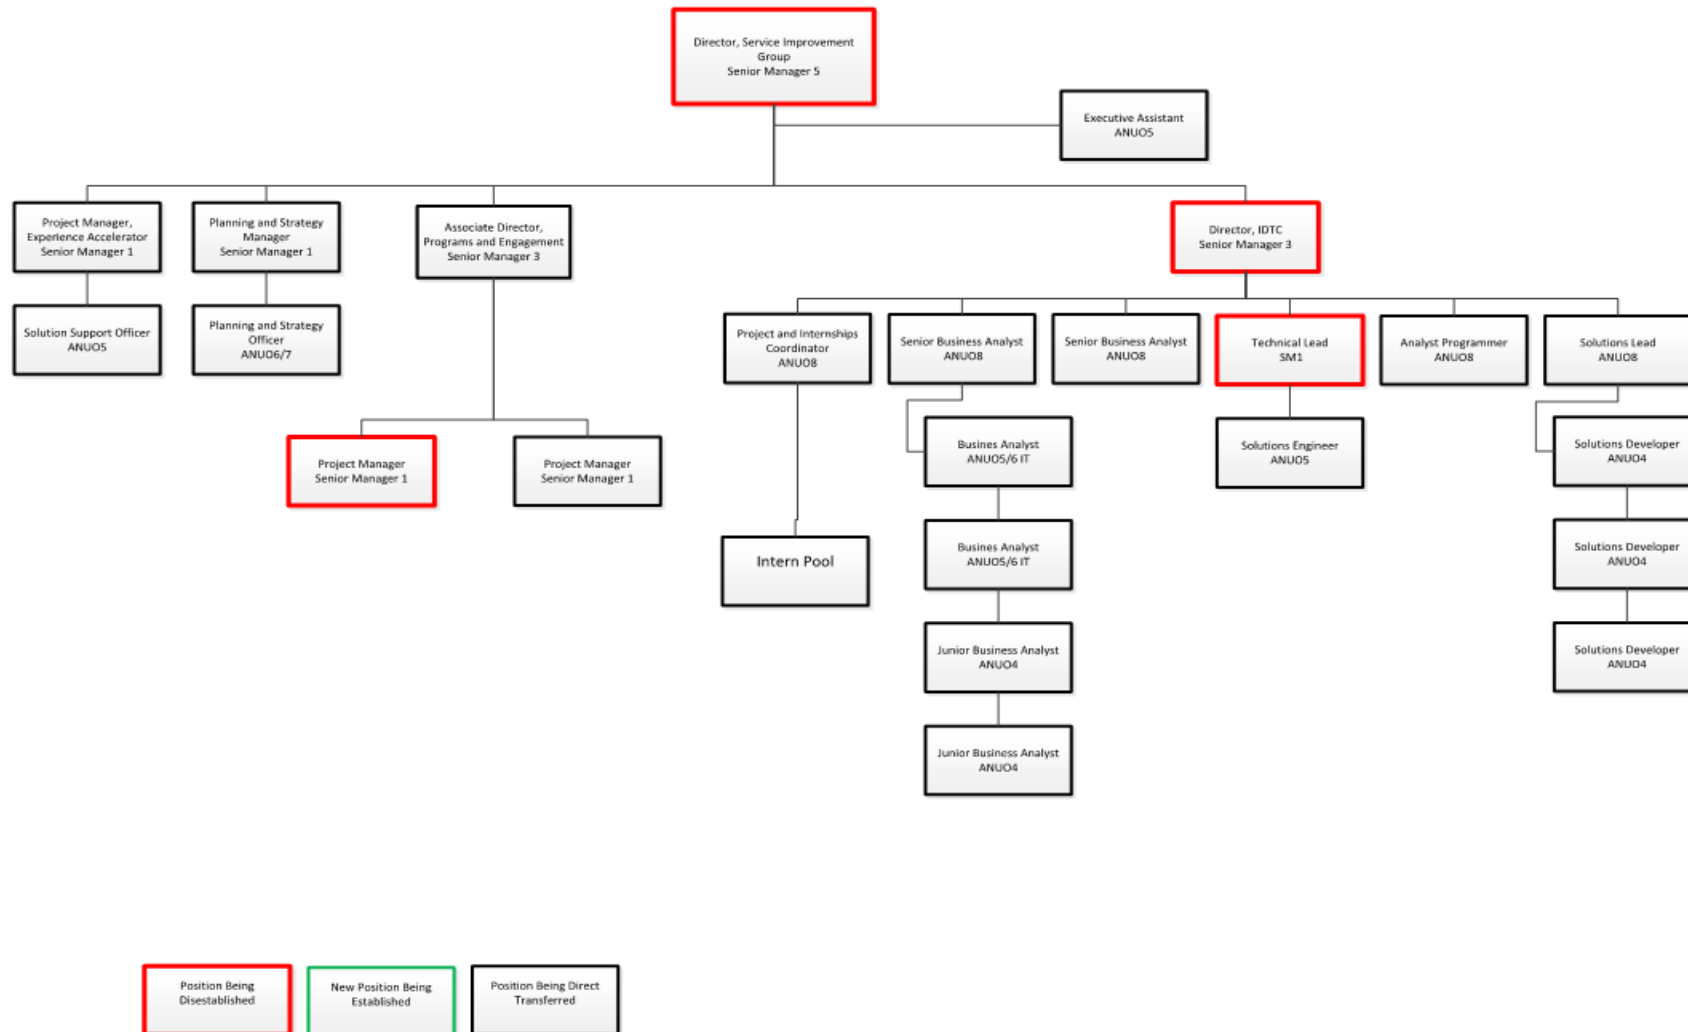 Director, Service Improvement
Group
Senior Manager 5
Executive Assistant
ANUO5
Project Manager,
Experience Accelerator
Senior Manager 1
Planning and Strategy
Manager
Senior Manager 1
Associate Director,
Programs and Engagement
Senior Manager 3
Director, IDTC
Senior Manager 3
Solution Support Officer
ANUO5
Planning and Strategy
Officer
ANUO6/7
Project and Internships
Coordinator
ANUO8
Senior Business Analyst
ANUO8
Senior Business Analyst
ANUO8
Technical Lead
SM1
Analyst Programmer
ANUO8
Solutions Lead
ANUO8
Project Manager
Senior Manager 1
Project Manager
Senior Manager 1
Busines Analyst
ANUO5/6 IT
Solutions Engineer
ANUO5
Solutions Developer
ANUO4
Intern Pool
Busines Analyst
ANUO5/6 IT
Solutions Developer
ANUO4
Junior Business Analyst
ANUO4
Solutions Developer
ANUO4
Junior Business Analyst
ANUO4
Position Being
Disestablished
New Position Being
Established
Position Being Direct
Transferred